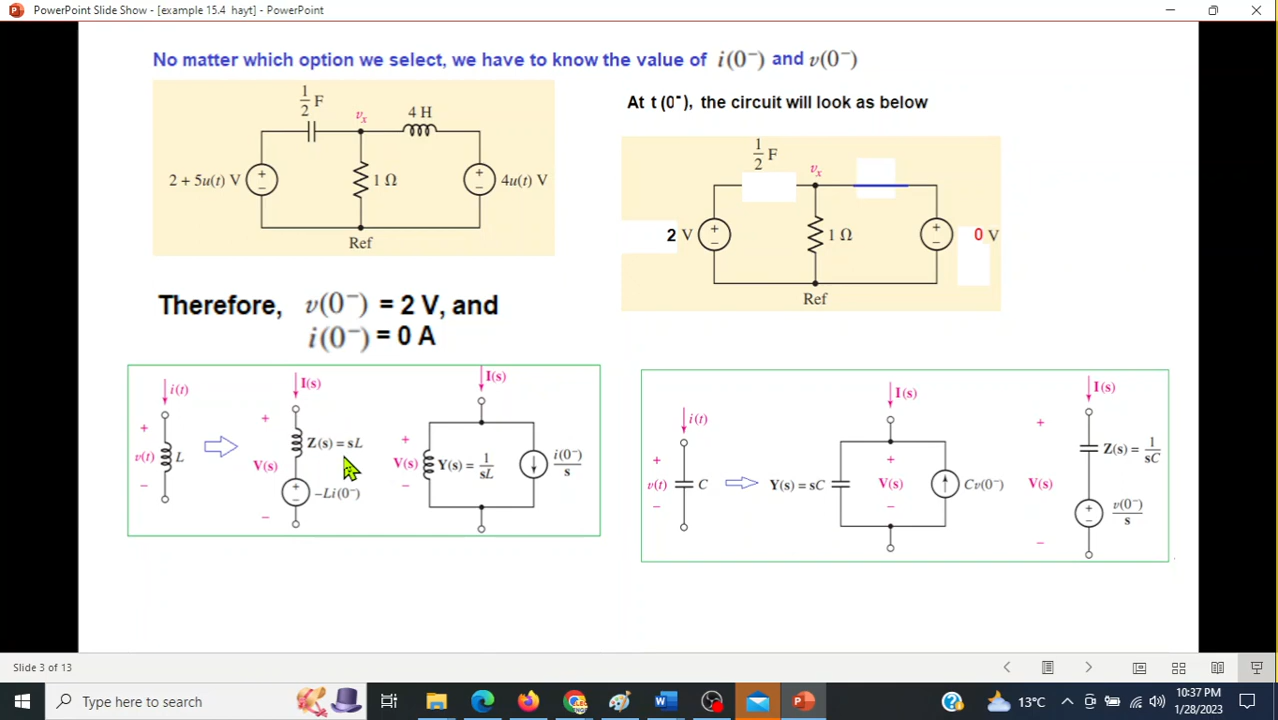 PowerPoint Slide Show - [example 15.4 hayt] - PowerPoint
No matter which option we select, we have to know the value of i(0⁻) and v(0⁻)
At t (0⁻), the circuit will look as below
1/2 F
vₓ
4 H
2 + 5u(t) V
+
−
1 Ω
+
−
4u(t) V
Ref
1/2 F
vₓ
2 V
+
−
1 Ω
+
−
0 V
Ref
Therefore, v(0⁻) = 2 V, and
i(0⁻) = 0 A
i(t)
+
v(t)
−
L
I(s)
+
V(s)
−
Z(s) = sL
+
−
−Li(0⁻)
I(s)
+
V(s)
−
Y(s) = 1/sL
i(0⁻)/s
i(t)
+
v(t)
−
C
I(s)
Y(s) = sC
+
V(s)
−
Cv(0⁻)
I(s)
+
V(s)
−
Z(s) = 1/sC
+
−
v(0⁻)/s
Slide 3 of 13
Type here to search
13°C
10:37 PM
1/28/2023